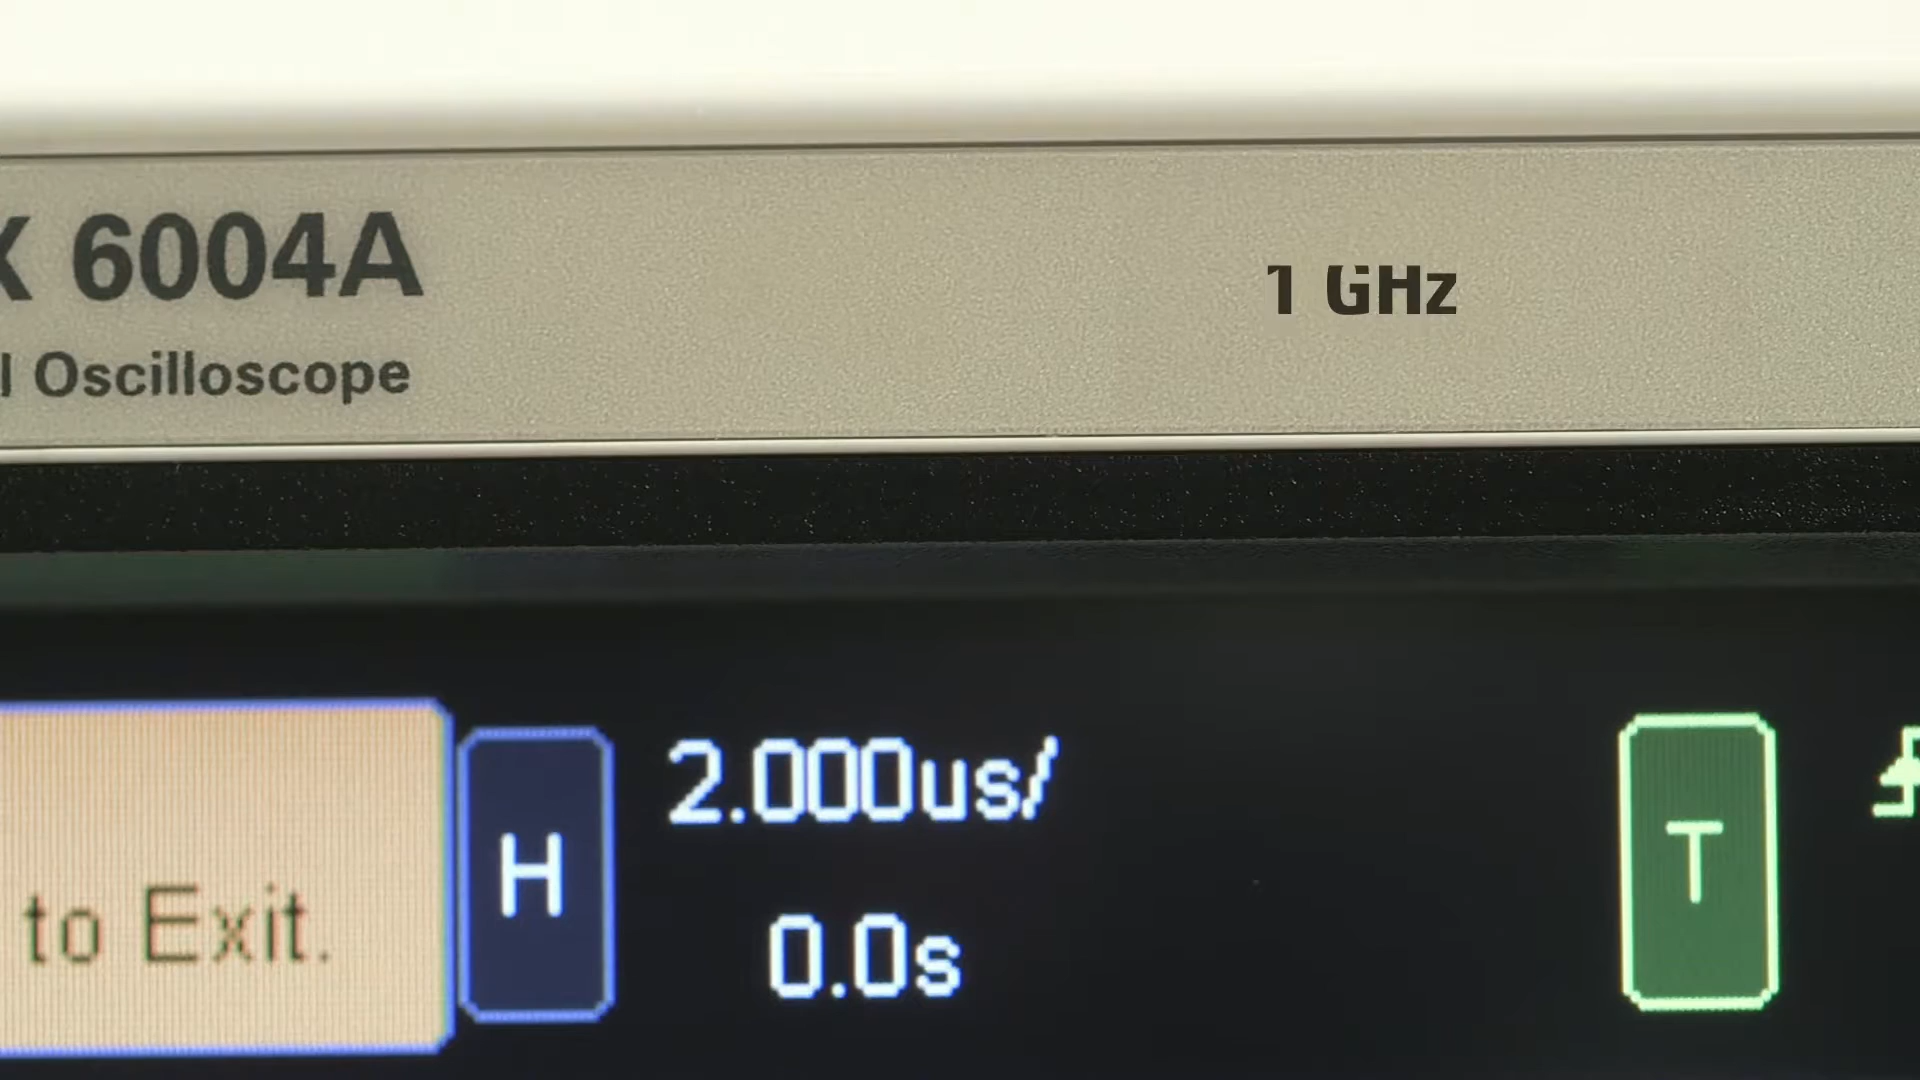 X 6004A
l Oscilloscope
1 GHz
to Exit.
H
2.000us/
0.0s
T